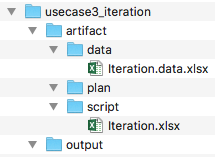 usecase3_iteration
artifact
data
Iteration.data.xlsx
plan
script
Iteration.xlsx
output